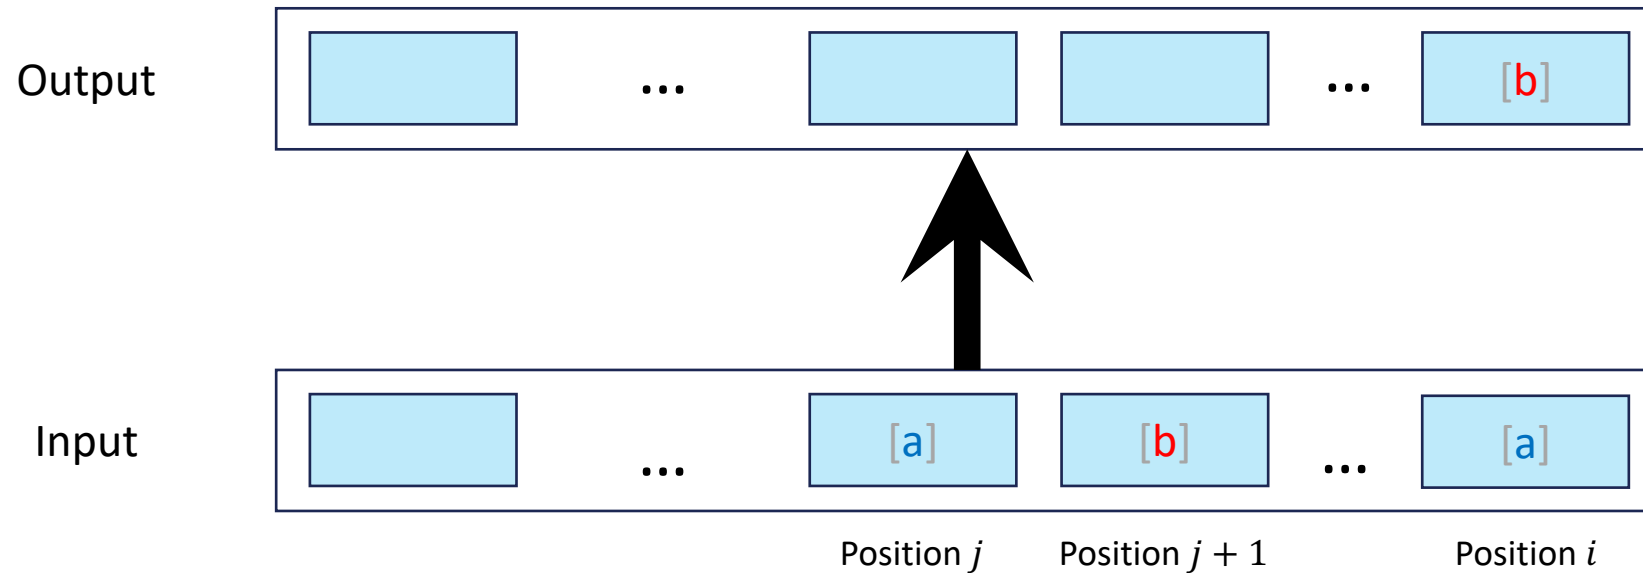 Output ... ... [b]
Input ... [a] [b] ... [a]
Position j Position j + 1 Position i